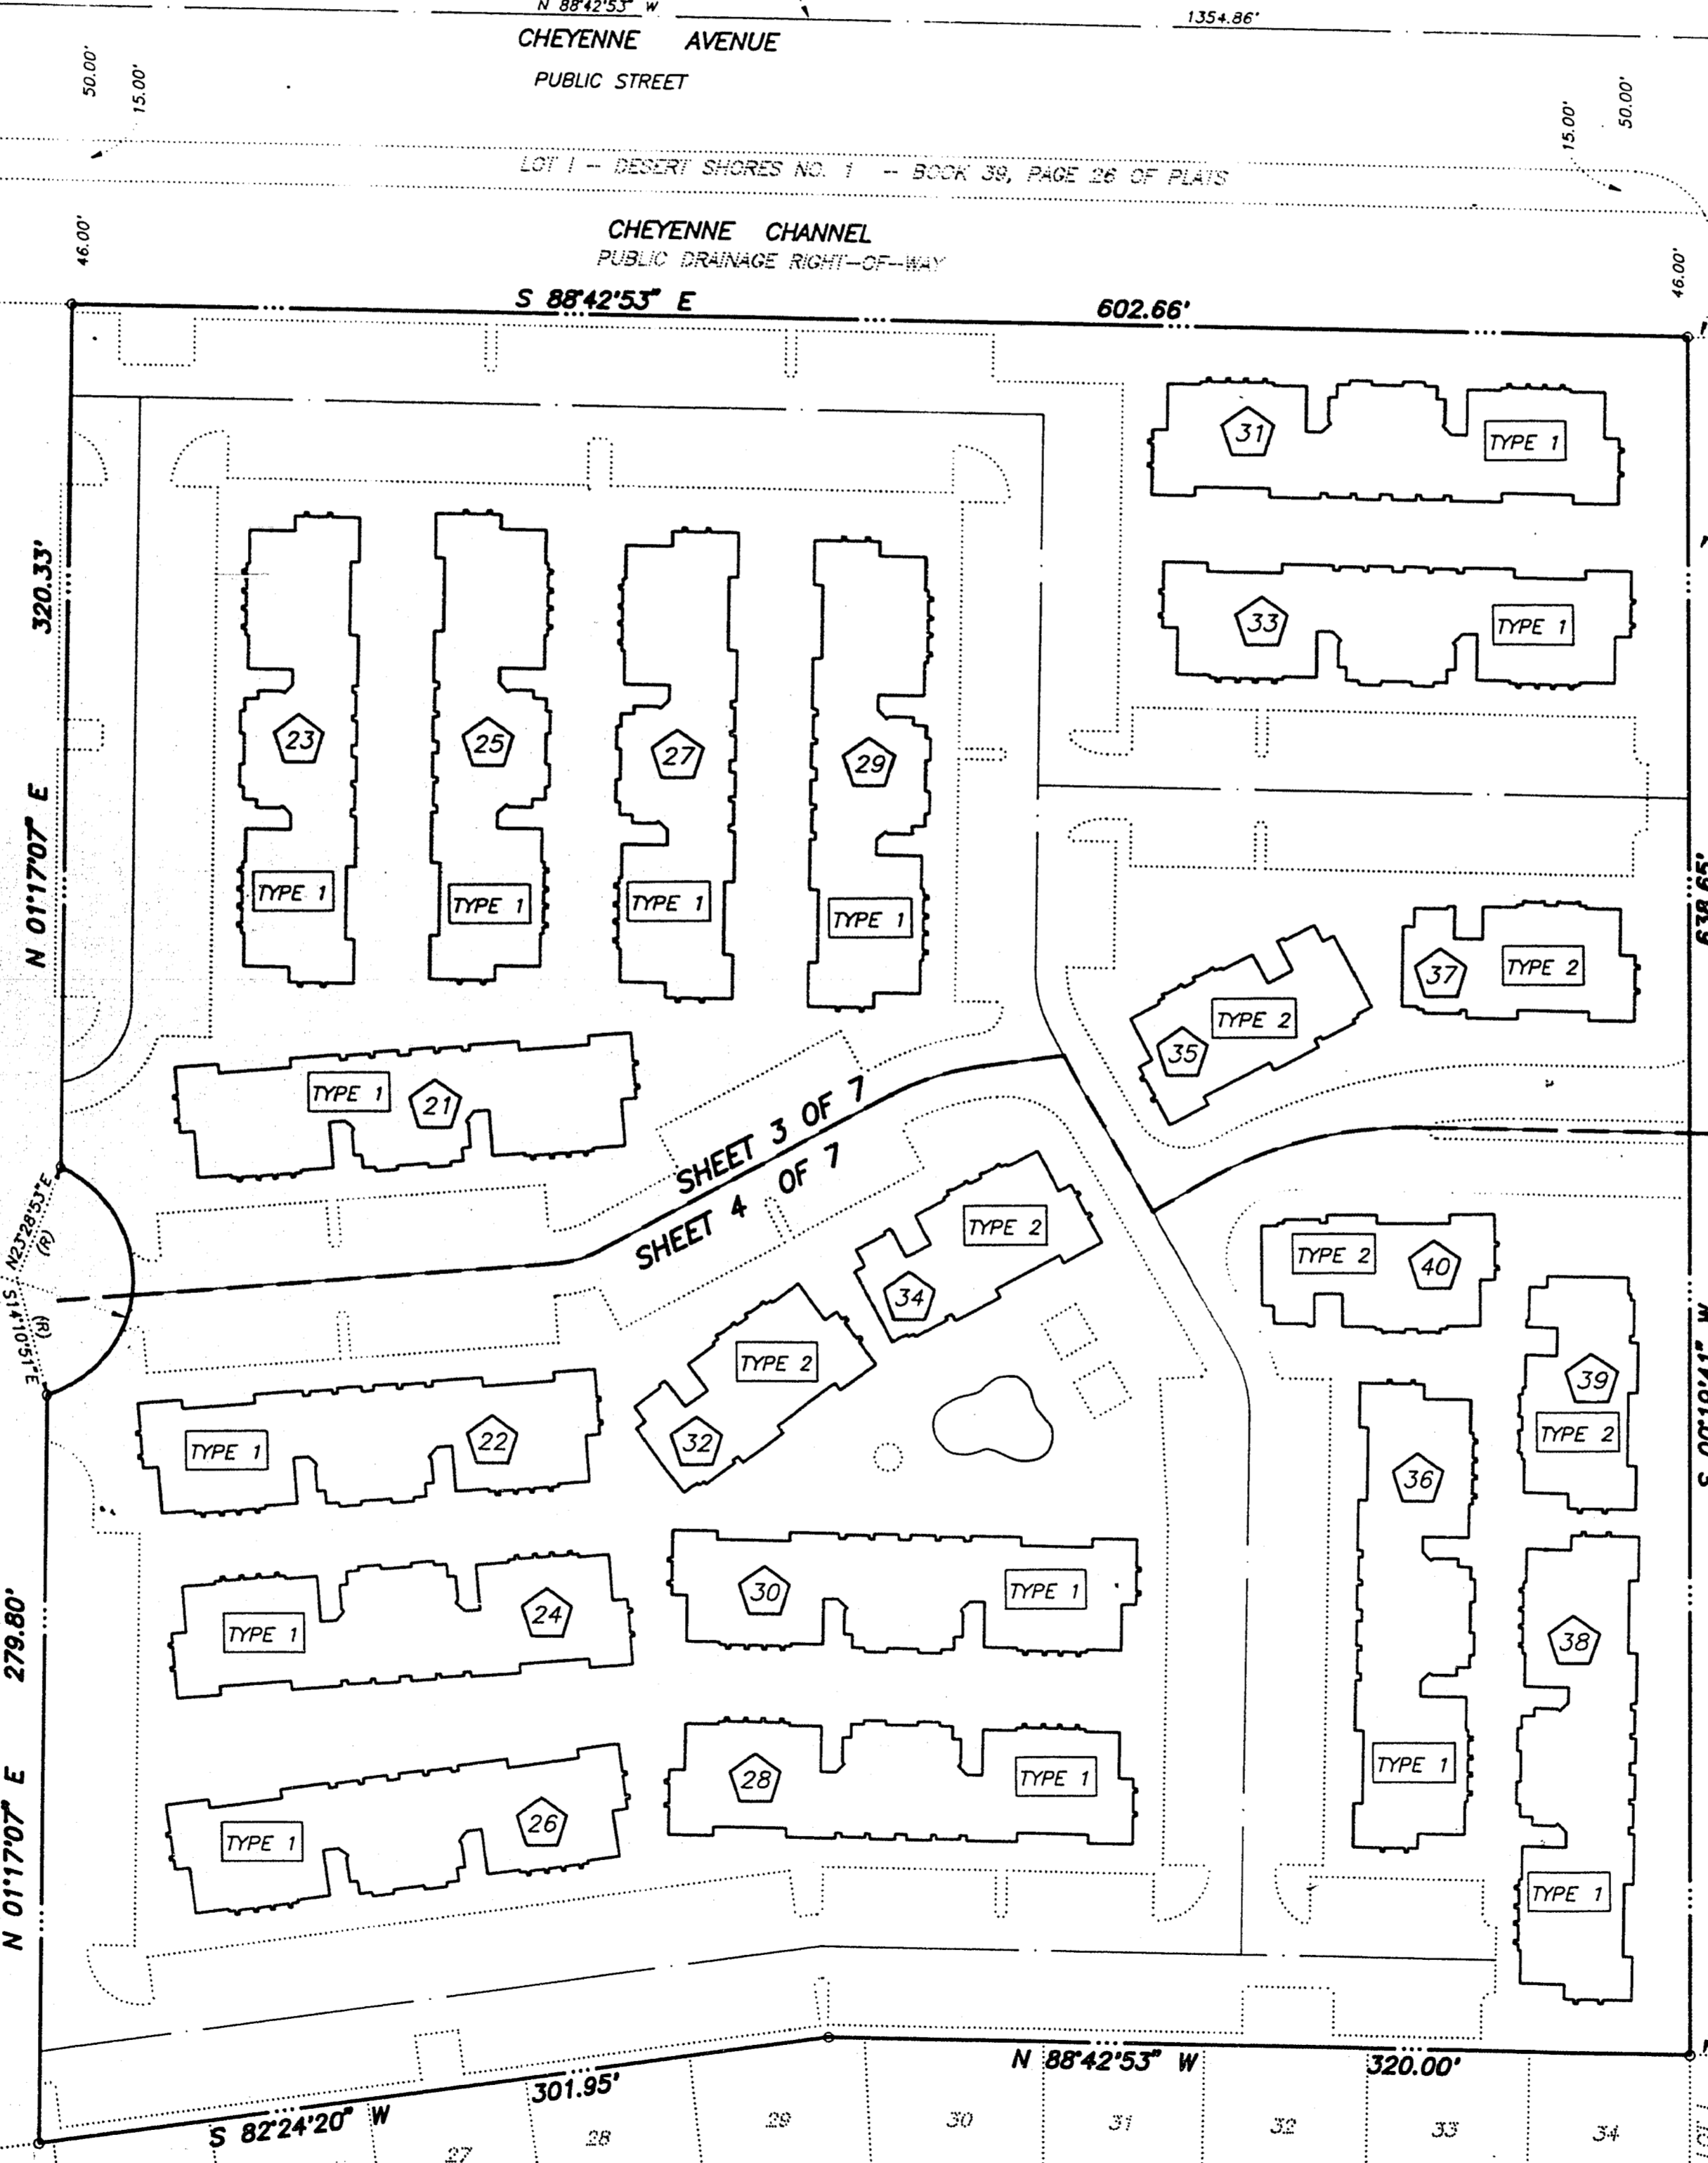 N 88°42'53" W
1354.86'
CHEYENNE AVENUE
PUBLIC STREET
50.00'
15.00'
15.00'
50.00'
LOT I -- DESERT SHORES NO. 1 -- BOOK 39, PAGE 26 OF PLATS
CHEYENNE CHANNEL
PUBLIC DRAINAGE RIGHT-OF-WAY
46.00'
46.00'
S 88°42'53" E
602.66'
31
TYPE 1
320.33'
33
TYPE 1
23
25
27
29
N 01°17'07" E
TYPE 1
TYPE 1
TYPE 1
TYPE 1
638.65'
37
TYPE 2
TYPE 2
35
TYPE 1
21
SHEET 3 OF 7
SHEET 4 OF 7
N23°28'53"E
(R)
S14°10'51"E
(R)
TYPE 2
34
TYPE 2
40
TYPE 2
32
39
TYPE 2
TYPE 1
22
36
30
TYPE 1
24
TYPE 1
38
279.80'
28
TYPE 1
TYPE 1
26
TYPE 1
TYPE 1
N 01°17'07" E
N 88°42'53" W
320.00'
301.95'
S 82°24'20" W
27
28
29
30
31
32
33
34